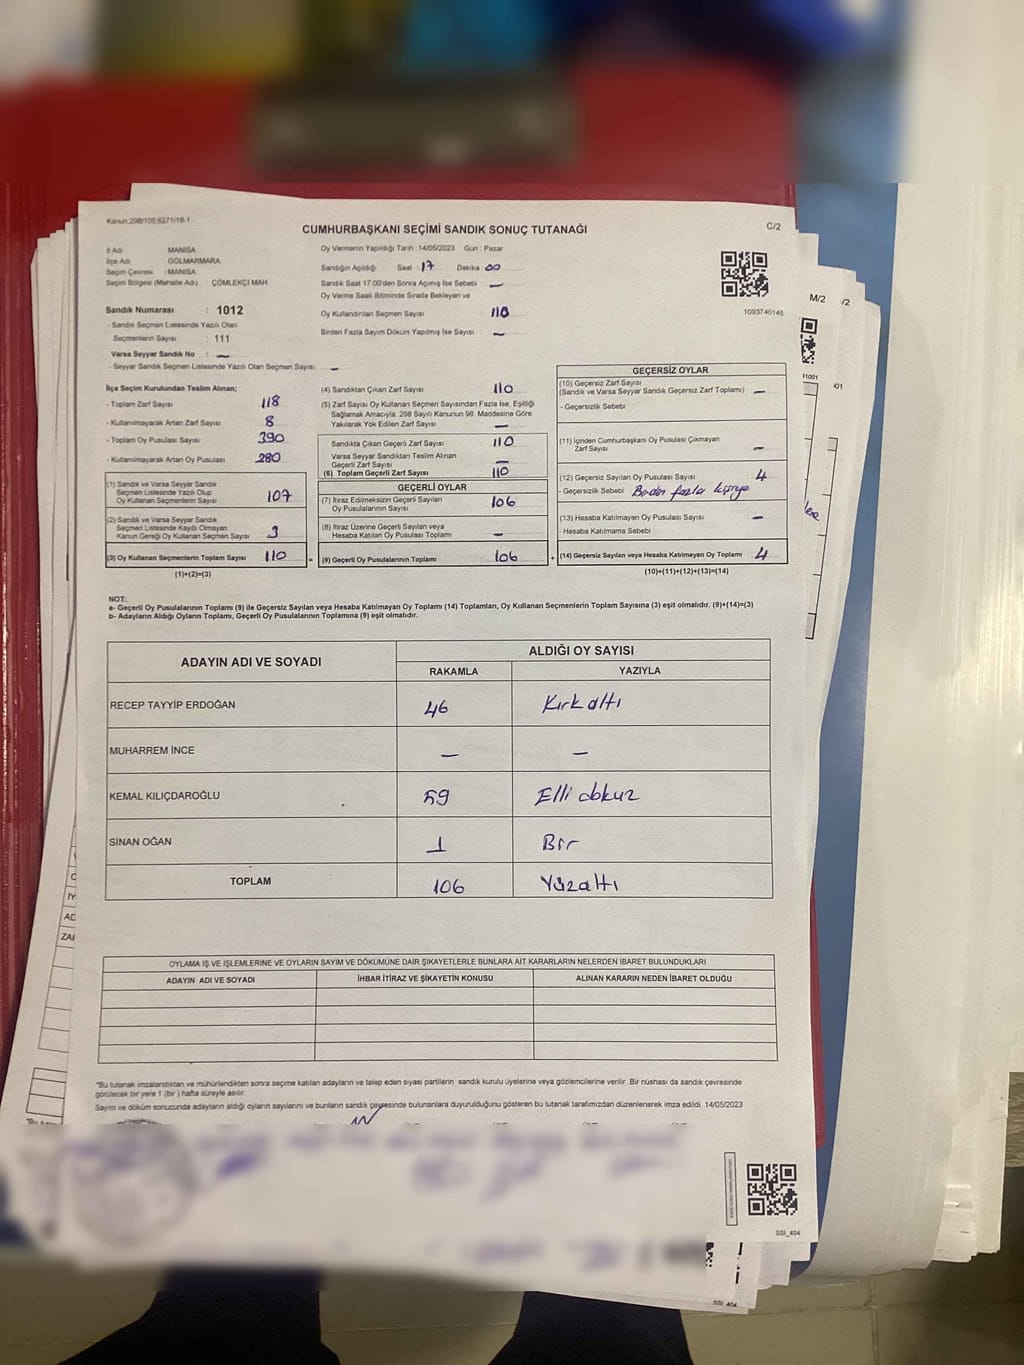 Kanun:298/105;6271/18-1
CUMHURBAŞKANI SEÇİMİ SANDIK SONUÇ TUTANAĞI
C/2
İl Adı MANİSA
İlçe Adı GÖLMARMARA
Seçim Çevresi : MANİSA
Seçim Bölgesi (Mahalle Adı) ÇÖMLEKÇİ MAH.
Sandık Numarası : 1012
- Sandık Seçmen Listesinde Yazılı Olan
Seçmenlerin Sayısı : 111
Varsa Seyyar Sandık No : —
- Seyyar Sandık Seçmen Listesinde Yazılı Olan Seçmen Sayısı: —
Oy Vermenin Yapıldığı Tarih :14/05/2023 Gün : Pazar
Sandığın Açıldığı Saat : 17 Dakika 00
Sandık Saat 17.00'den Sonra Açımış İse Sebebi —
Oy Verme Saati Bitiminde Sırada Bekleyen ve
Oy Kullandırılan Seçmen Sayısı 110
Birden Fazla Sayım Döküm Yapılmış İse Sayısı —
1093740145
M/2
/2
İlçe Seçim Kurulundan Teslim Alınan;
- Toplam Zarf Sayısı 118
- Kullanılmayarak Artan Zarf Sayısı 8
- Toplam Oy Pusulası Sayısı 390
- Kullanılmayarak Artan Oy Pusulası 280
(1) Sandık ve Varsa Seyyar Sandık
Seçmen Listesinde Yazılı Olup
Oy Kullanan Seçmenlerin Sayısı 107
(2) Sandık ve Varsa Seyyar Sandık
Seçmen Listesinde Kaydı Olmayan
Kanun Gereği Oy Kullanan Seçmen Sayısı 3
(3) Oy Kullanan Seçmenlerin Toplam Sayısı 110
(1)+(2)=(3)
(4) Sandıktan Çıkan Zarf Sayısı 110
(5) Zarf Sayısı Oy Kullanan Seçmen Sayısından Fazla İse, Eşitliği
Sağlamak Amacıyla, 298 Sayılı Kanunun 98. Maddesine Göre
Yakılarak Yok Edilen Zarf Sayısı —
Sandıkta Çıkan Geçerli Zarf Sayısı 110
Varsa Seyyar Sandıktan Teslim Alınan
Geçerli Zarf Sayısı —
(6) Toplam Geçerli Zarf Sayısı 110
GEÇERLİ OYLAR
(7) İtiraz Edilmeksizin Geçerli Sayılan
Oy Pusulalarının Sayısı 106
(8) İtiraz Üzerine Geçerli Sayılan veya
Hesaba Katılan Oy Pusulası Toplamı —
(9) Geçerli Oy Pusulalarının Toplamı 106
GEÇERSİZ OYLAR
(10) Geçersiz Zarf Sayısı
(Sandık ve Varsa Seyyar Sandık Geçersiz Zarf Toplamı) —
- Geçersizlik Sebebi
(11) İçinden Cumhurbaşkanı Oy Pusulası Çıkmayan
Zarf Sayısı —
(12) Geçersiz Sayılan Oy Pusulası Sayısı 4
- Geçersizlik Sebebi Birden fazla kişiye
(13) Hesaba Katılmayan Oy Pusulası Sayısı —
- Hesaba Katılmama Sebebi
(14) Geçersiz Sayılan veya Hesaba Katılmayan Oy Toplamı 4
(10)+(11)+(12)+(13)=(14)
NOT:
a- Geçerli Oy Pusulalarının Toplamı (9) ile Geçersiz Sayılan veya Hesaba Katılmayan Oy Toplamı (14) Toplamları, Oy Kullanan Seçmenlerin Toplam Sayısına (3) eşit olmalıdır. (9)+(14)=(3)
b- Adayların Aldığı Oyların Toplamı, Geçerli Oy Pusulalarının Toplamına (9) eşit olmalıdır.
ADAYIN ADI VE SOYADI ALDIĞI OY SAYISI
RAKAMLA YAZIYLA
RECEP TAYYİP ERDOĞAN 46 Kırk altı
MUHARREM İNCE — —
KEMAL KILIÇDAROĞLU 59 Elli dokuz
SİNAN OĞAN 1 Bir
TOPLAM 106 Yüzaltı
OYLAMA İŞ VE İŞLEMLERİNE VE OYLARIN SAYIM VE DÖKÜMÜNE DAİR ŞİKAYETLERLE BUNLARA AİT KARARLARIN NELERDEN İBARET BULUNDUKLARI
ADAYIN ADI VE SOYADI İHBAR İTİRAZ VE ŞİKAYETİN KONUSU ALINAN KARARIN NEDEN İBARET OLDUĞU
"Bu tutanak imzalandıktan ve mühürlendikten sonra seçime katılan adayların ve talep eden siyasi partilerin sandık kurulu üyelerine veya gözlemcilerine verilir. Bir nüshası da sandık çevresinde
görülecek bir yere 1 (bir ) hafta süreyle asılır.
Sayım ve döküm sonucunda adayların aldığı oyların sayılarını ve bunların sandık çevresinde bulunanlara duyurulduğunu gösteren bu tutanak tarafımızdan düzenlenerek imza edildi. 14/05/2023
SSI_404